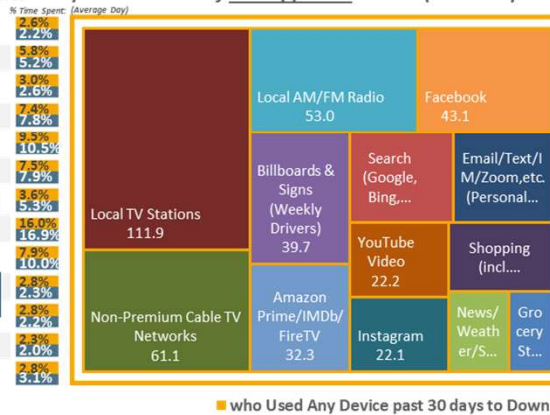 % Time Spent: (Average Day)
2.6%
2.2%
5.8%
5.2%
3.0%
2.6%
7.4%
7.8%
9.5%
10.5%
7.5%
7.9%
3.6%
5.3%
16.0%
16.9%
7.9%
10.0%
2.8%
2.3%
2.8%
2.2%
2.3%
2.0%
2.8%
3.1%
Local TV Stations
111.9
Non-Premium Cable TV
Networks
61.1
Local AM/FM Radio
53.0
Facebook
43.1
Billboards &
Signs
(Weekly
Drivers)
39.7
Search
(Google,
Bing,...
Email/Text/I
M/Zoom,etc.
(Personal...
YouTube
Video
22.2
Shopping
(incl....
Amazon
Prime/IMDb/
FireTV
32.3
Instagram
22.1
News/
Weath
er/S...
Gro
cery
St...
who Used Any Device past 30 days to Down